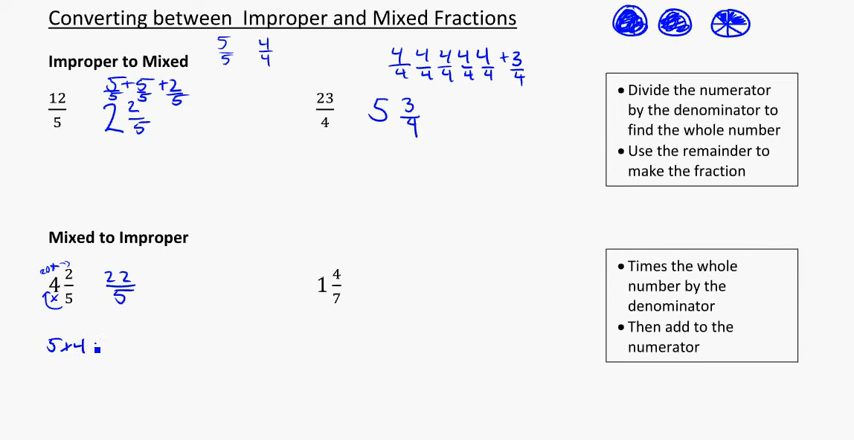 Converting between Improper and Mixed Fractions
5/5 4/4
Improper to Mixed
4/4 4/4 4/4 4/4 4/4 + 3/4
5/5 + 5/5 + 2/5
12/5 2 2/5
23/4 5 3/4
• Divide the numerator
by the denominator to
find the whole number
• Use the remainder to
make the fraction
Mixed to Improper
4 2/5 22/5
×
1 4/7
5×4
• Times the whole
number by the
denominator
• Then add to the
numerator